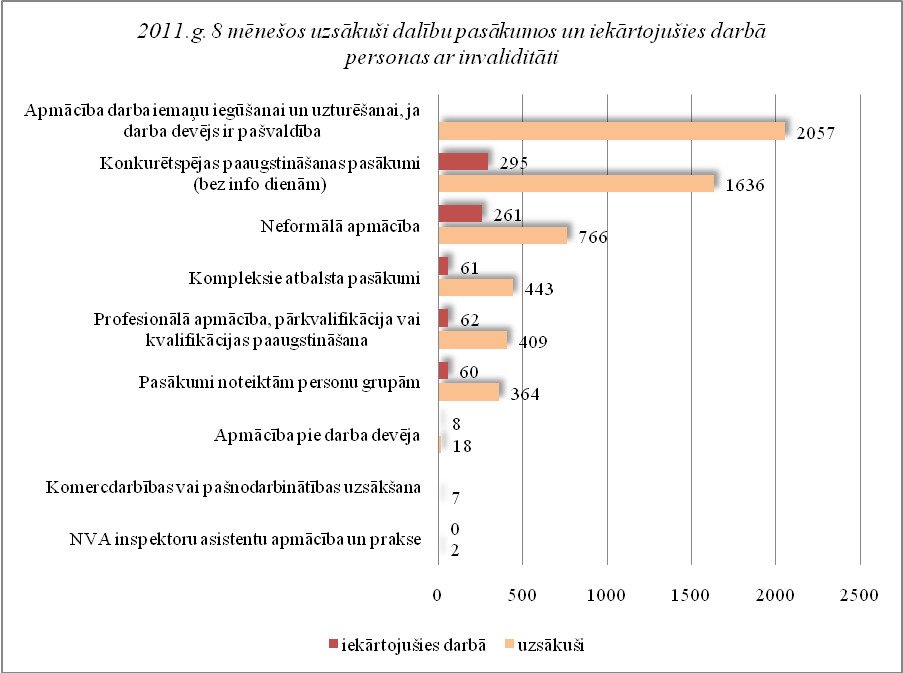 2011.g. 8 mēnešos uzsākuši dalību pasākumos un iekārtojušies darbā
personas ar invaliditāti
Apmācība darba iemaņu iegūšanai un uzturēšanai, ja
darba devējs ir pašvaldība
2057
Konkurētspējas paaugstināšanas pasākumi
(bez info dienām)
295
1636
Neformālā apmācība
261
766
Kompleksie atbalsta pasākumi
61
443
Profesionālā apmācība, pārkvalifikācija vai
kvalifikācijas paaugstināšana
62
409
Pasākumi noteiktām personu grupām
60
364
Apmācība pie darba devēja
8
18
Komercdarbības vai pašnodarbinātības uzsākšana
7
NVA inspektoru asistentu apmācība un prakse
0
2
0 500 1000 1500 2000 2500
iekārtojušies darbā uzsākuši